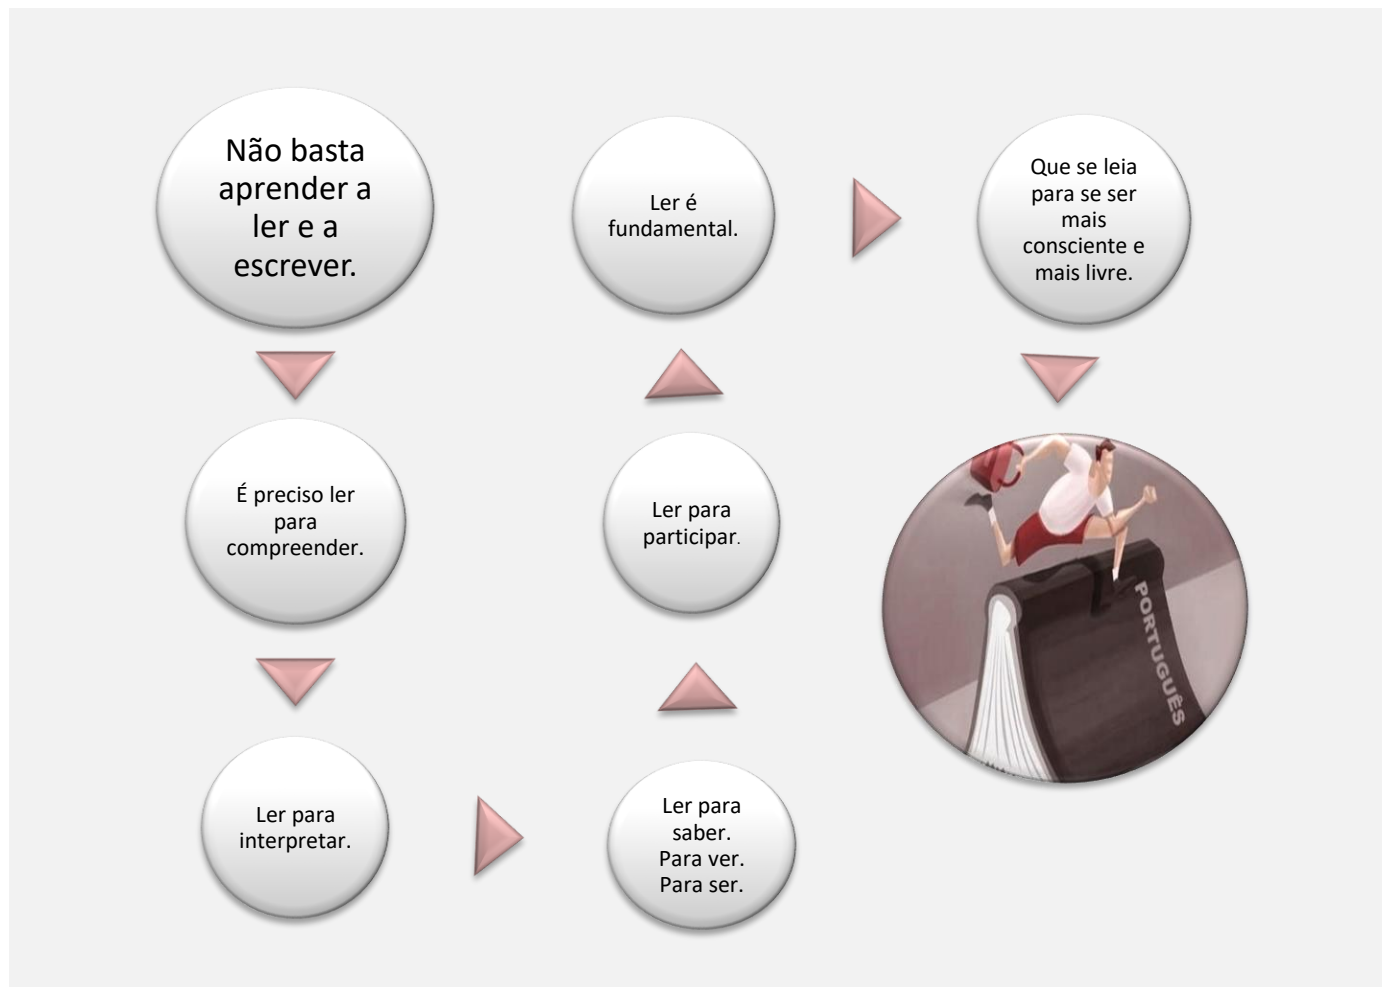 Não basta
aprender a
ler e a
escrever.
É preciso ler
para
compreender.
Ler para
interpretar.
Ler para
saber.
Para ver.
Para ser.
Ler para
participar.
Ler é
fundamental.
Que se leia
para se ser
mais
consciente e
mais livre.
PORTUGUÊS